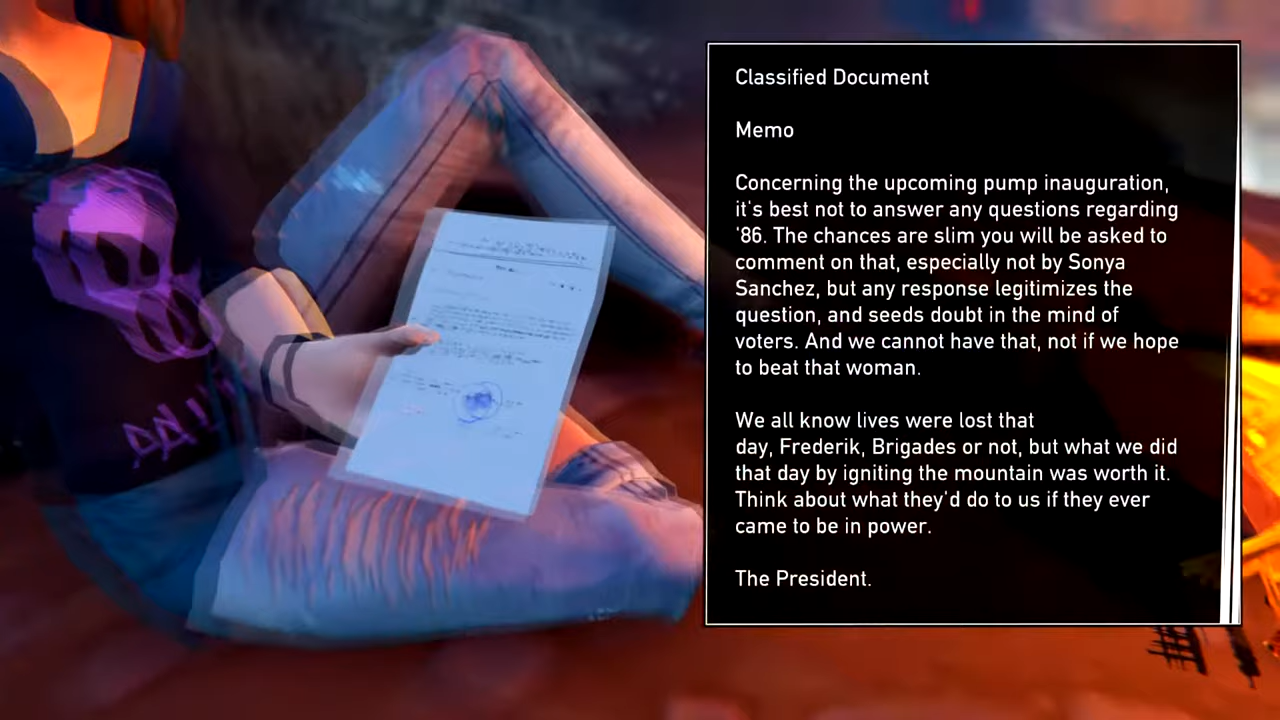 Classified Document
Memo
Concerning the upcoming pump inauguration,
it's best not to answer any questions regarding
'86. The chances are slim you will be asked to
comment on that, especially not by Sonya
Sanchez, but any response legitimizes the
question, and seeds doubt in the mind of
voters. And we cannot have that, not if we hope
to beat that woman.
We all know lives were lost that
day, Frederik, Brigades or not, but what we did
that day by igniting the mountain was worth it.
Think about what they'd do to us if they ever
came to be in power.
The President.